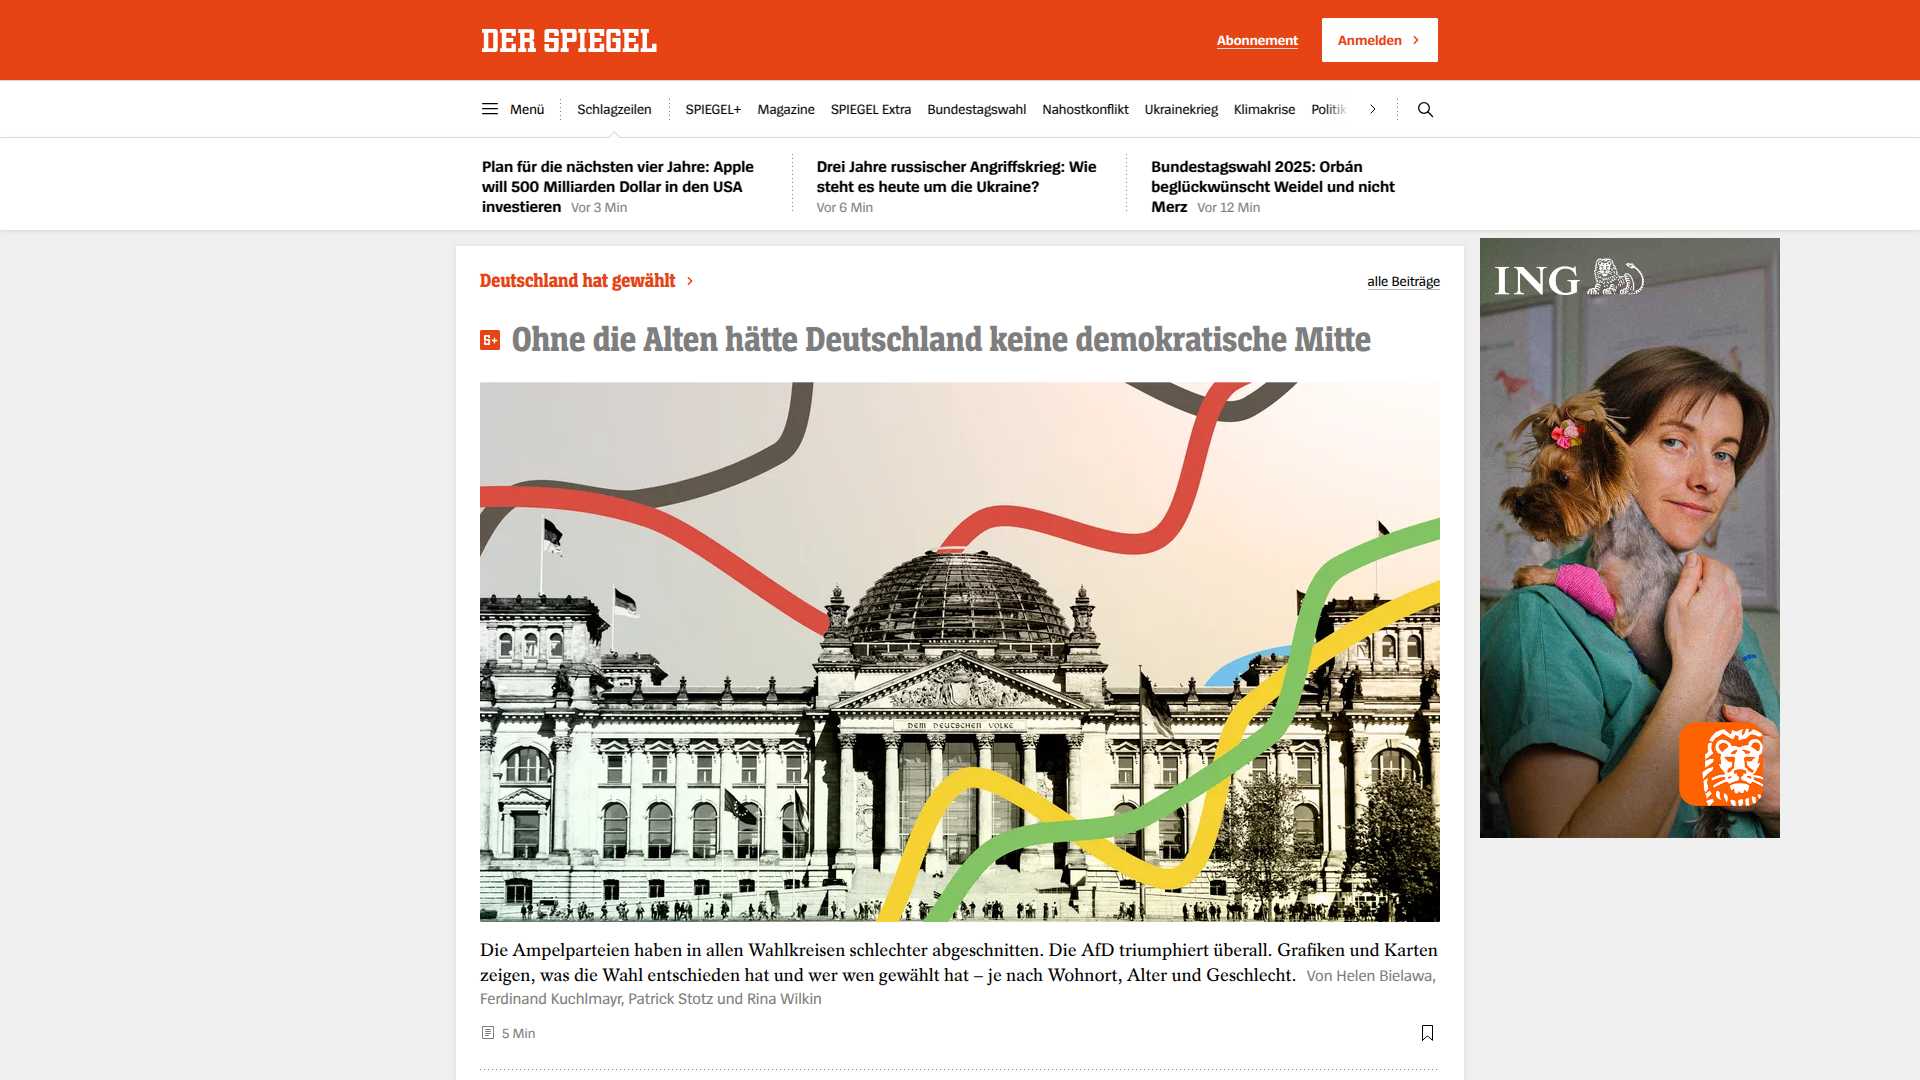 DER SPIEGEL
Abonnement
Anmelden
Menü
Schlagzeilen
SPIEGEL+
Magazine
SPIEGEL Extra
Bundestagswahl
Nahostkonflikt
Ukrainekrieg
Klimakrise
Politik
Plan für die nächsten vier Jahre: Apple
will 500 Milliarden Dollar in den USA
investieren Vor 3 Min
Drei Jahre russischer Angriffskrieg: Wie
steht es heute um die Ukraine?
Vor 6 Min
Bundestagswahl 2025: Orbán
beglückwünscht Weidel und nicht
Merz Vor 12 Min
Deutschland hat gewählt
alle Beiträge
S+ Ohne die Alten hätte Deutschland keine demokratische Mitte
DEM DEUTSCHEN VOLKE
Die Ampelparteien haben in allen Wahlkreisen schlechter abgeschnitten. Die AfD triumphiert überall. Grafiken und Karten
zeigen, was die Wahl entschieden hat und wer wen gewählt hat – je nach Wohnort, Alter und Geschlecht. Von Helen Bielawa,
Ferdinand Kuchlmayr, Patrick Stotz und Rina Wilkin
5 Min
ING